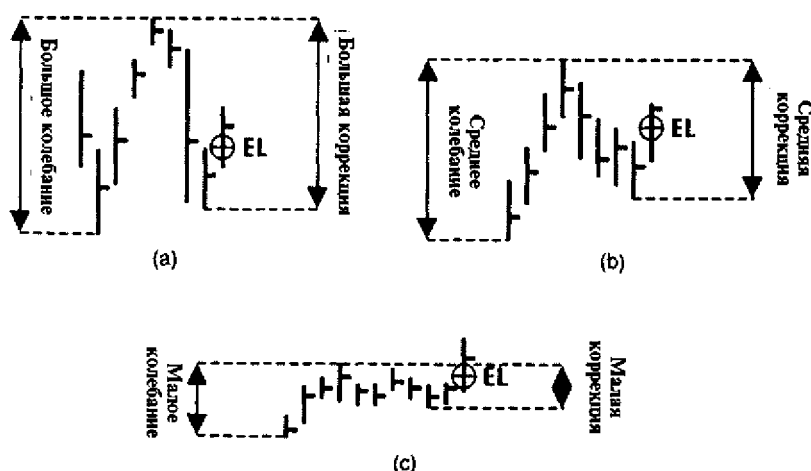 Большое колебание
EL
Большая коррекция
(a)
Среднее
колебание
EL
Средняя
коррекция
(b)
Малое
колебание
EL
Малая
коррекция
(c)